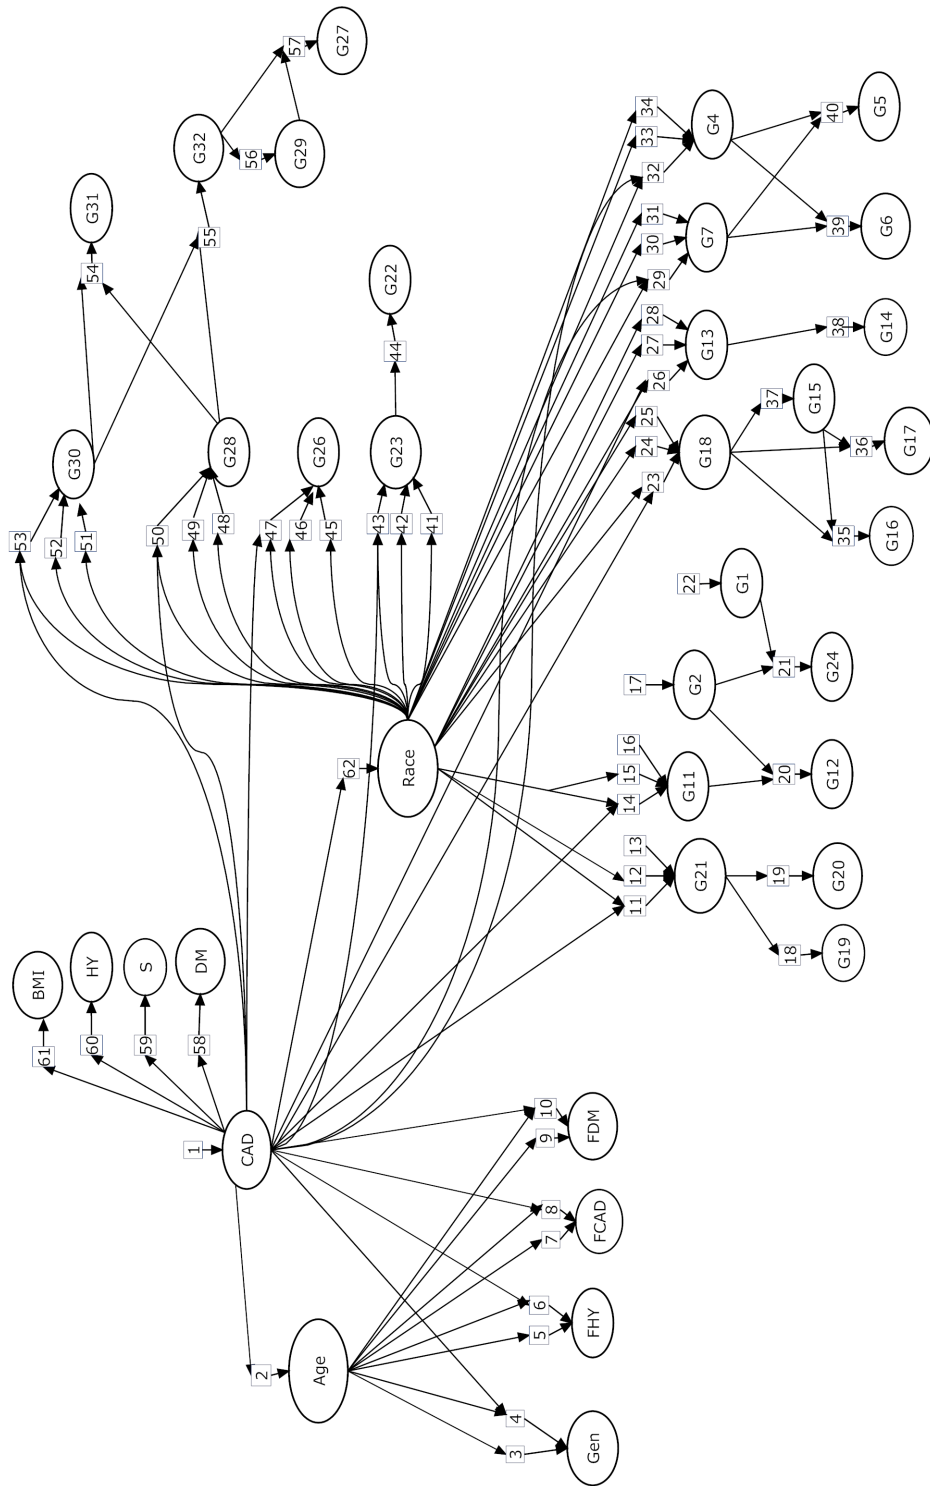 BMI
HY
S
DM
61
60
59
58
1
CAD
2
Age
3
4
Gen
5
6
FHY
7
8
FCAD
9
10
FDM
62
Race
53
52
51
G30
50
49
48
G28
47
46
45
G26
43
42
41
G23
44
G22
54
G31
55
G32
56
G29
57
G27
11
12
13
G21
18
G19
19
G20
14
15
16
G11
17
G2
20
G12
21
G24
22
G1
23
24
25
G18
35
G16
36
G17
37
G15
26
27
28
G13
38
G14
29
30
31
G7
32
33
34
G4
39
G6
40
G5